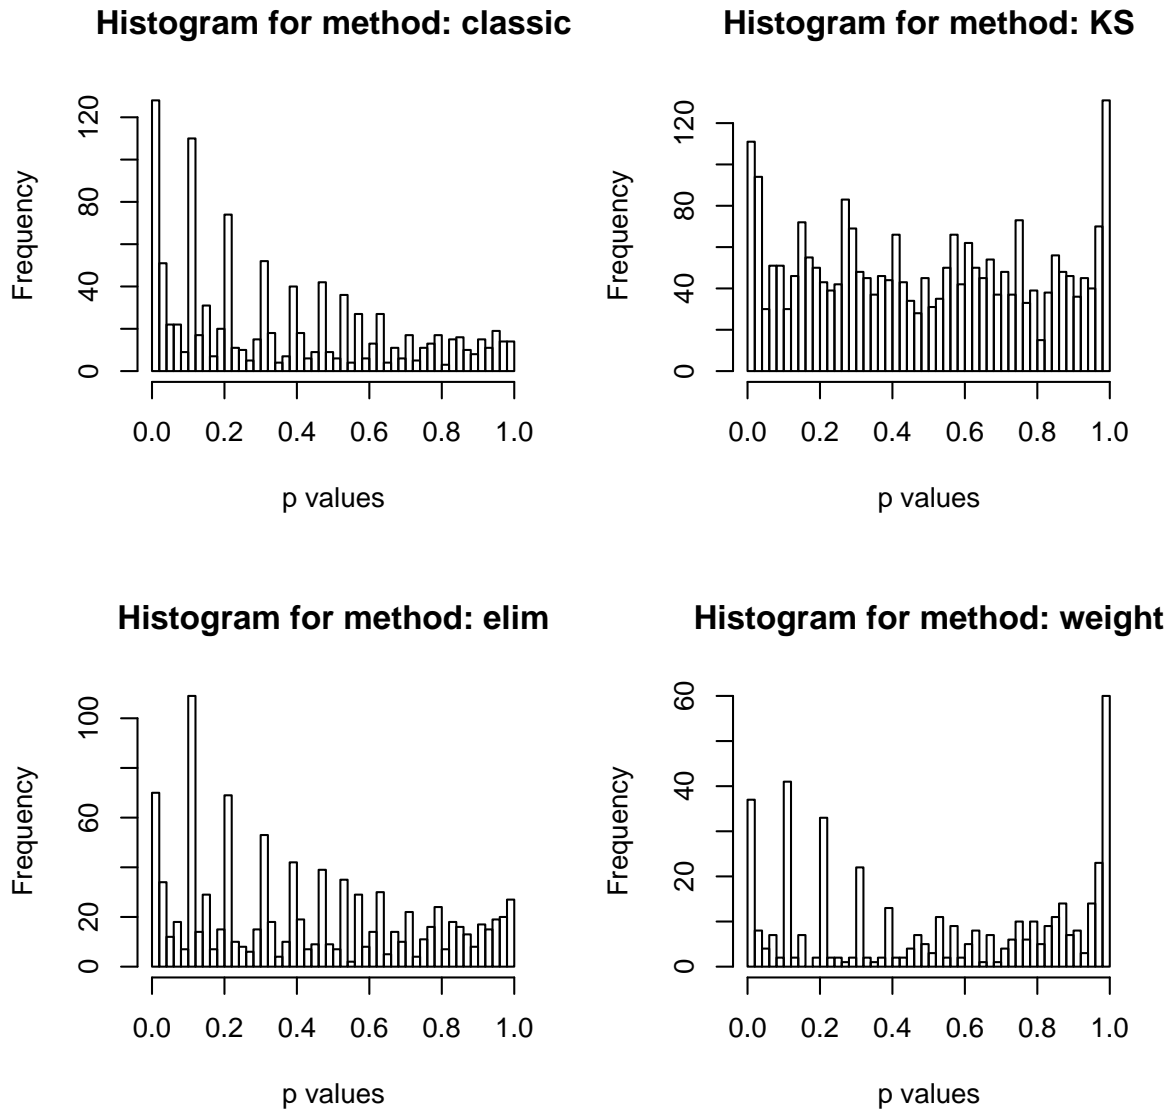 Histogram for method: classic
Frequency
0 40 80 120
0.0 0.2 0.4 0.6 0.8 1.0
p values
Histogram for method: KS
Frequency
0 40 80 120
0.0 0.2 0.4 0.6 0.8 1.0
p values
Histogram for method: elim
Frequency
0 20 60 100
0.0 0.2 0.4 0.6 0.8 1.0
p values
Histogram for method: weight
Frequency
0 20 40 60
0.0 0.2 0.4 0.6 0.8 1.0
p values